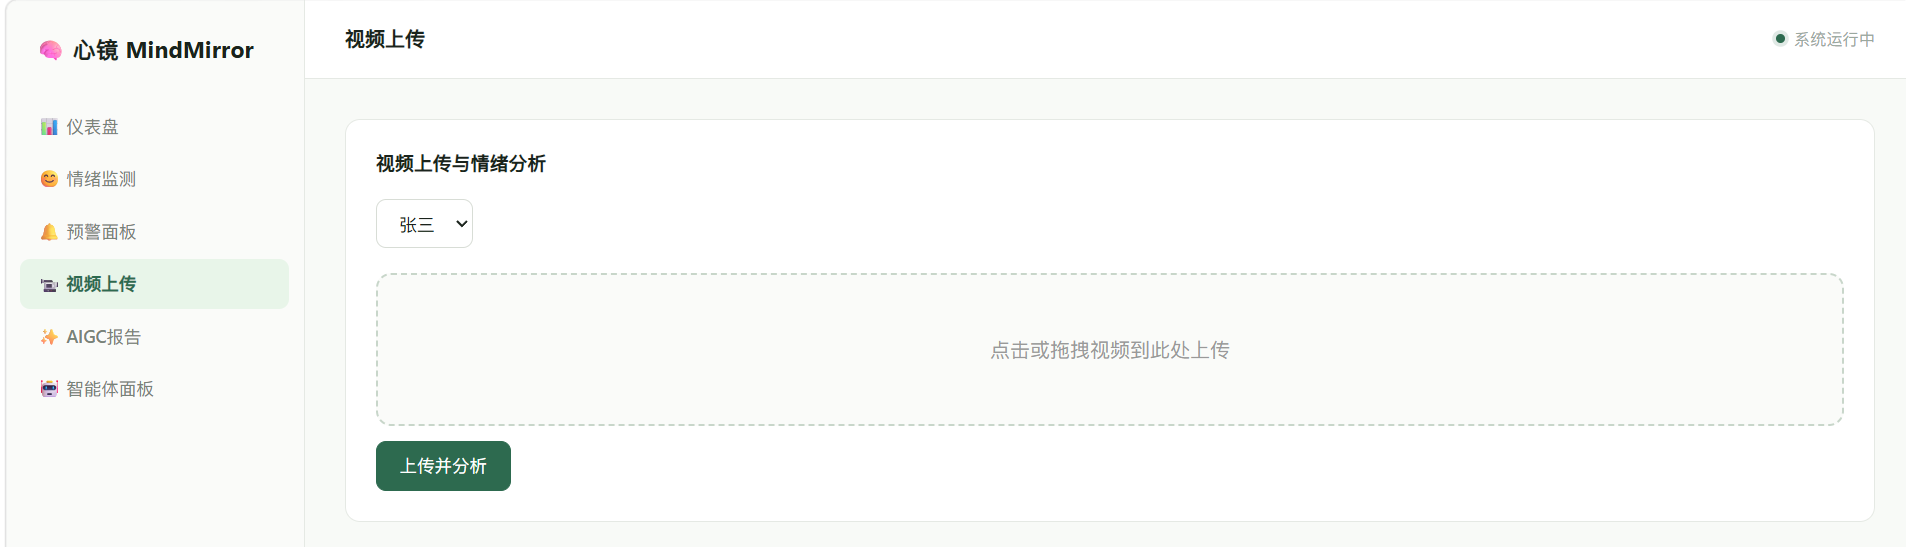 心镜 MindMirror
仪表盘
情绪监测
预警面板
视频上传
AIGC报告
智能体面板
视频上传
系统运行中
视频上传与情绪分析
张三
点击或拖拽视频到此处上传
上传并分析